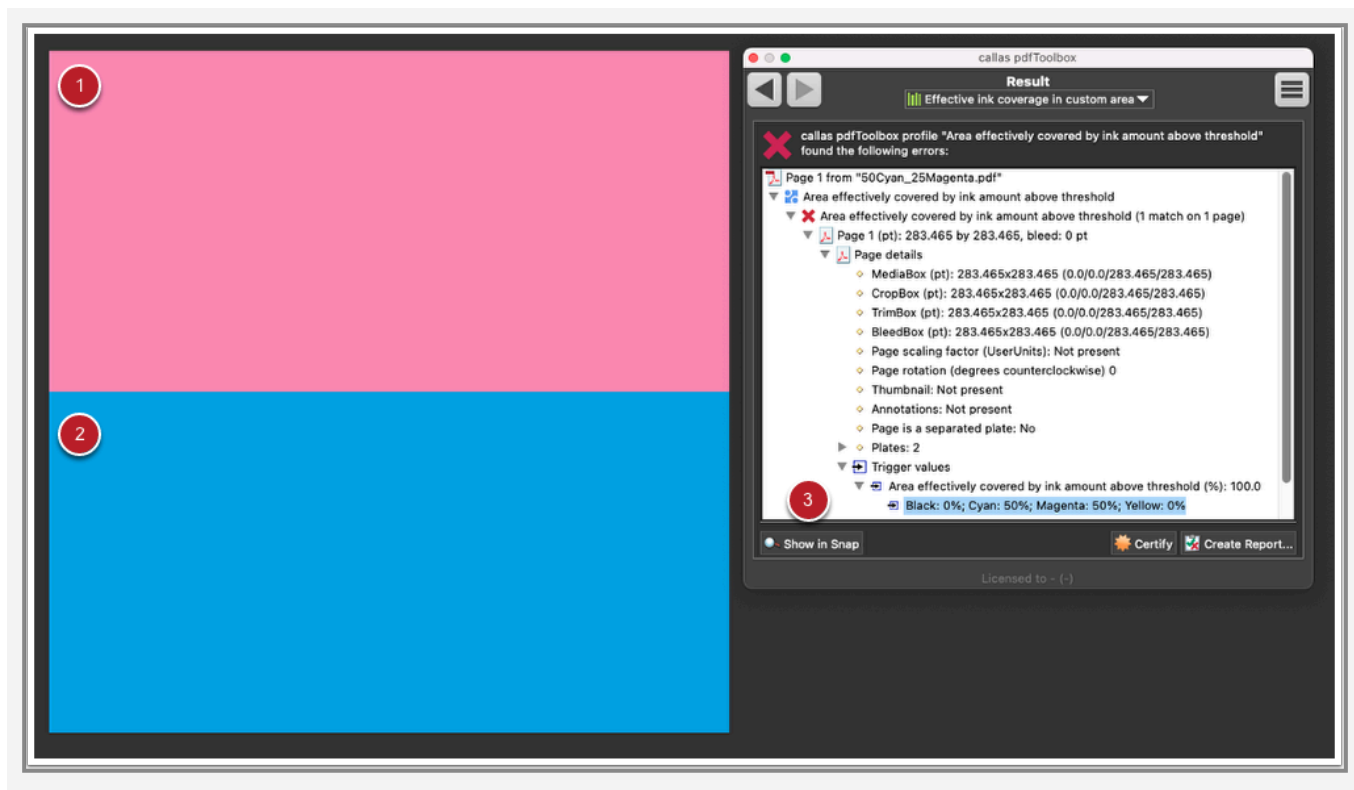 1
2
callas pdfToolbox
Result
Effective ink coverage in custom area
callas pdfToolbox profile "Area effectively covered by ink amount above threshold"
found the following errors:
Page 1 from "50Cyan_25Magenta.pdf"
Area effectively covered by ink amount above threshold
Area effectively covered by ink amount above threshold (1 match on 1 page)
Page 1 (pt): 283.465 by 283.465, bleed: 0 pt
Page details
MediaBox (pt): 283.465x283.465 (0.0/0.0/283.465/283.465)
CropBox (pt): 283.465x283.465 (0.0/0.0/283.465/283.465)
TrimBox (pt): 283.465x283.465 (0.0/0.0/283.465/283.465)
BleedBox (pt): 283.465x283.465 (0.0/0.0/283.465/283.465)
Page scaling factor (UserUnits): Not present
Page rotation (degrees counterclockwise) 0
Thumbnail: Not present
Annotations: Not present
Page is a separated plate: No
Plates: 2
Trigger values
Area effectively covered by ink amount above threshold (%): 100.0
3
Black: 0%; Cyan: 50%; Magenta: 50%; Yellow: 0%
Show in Snap
Certify
Create Report...
Licensed to - (-)